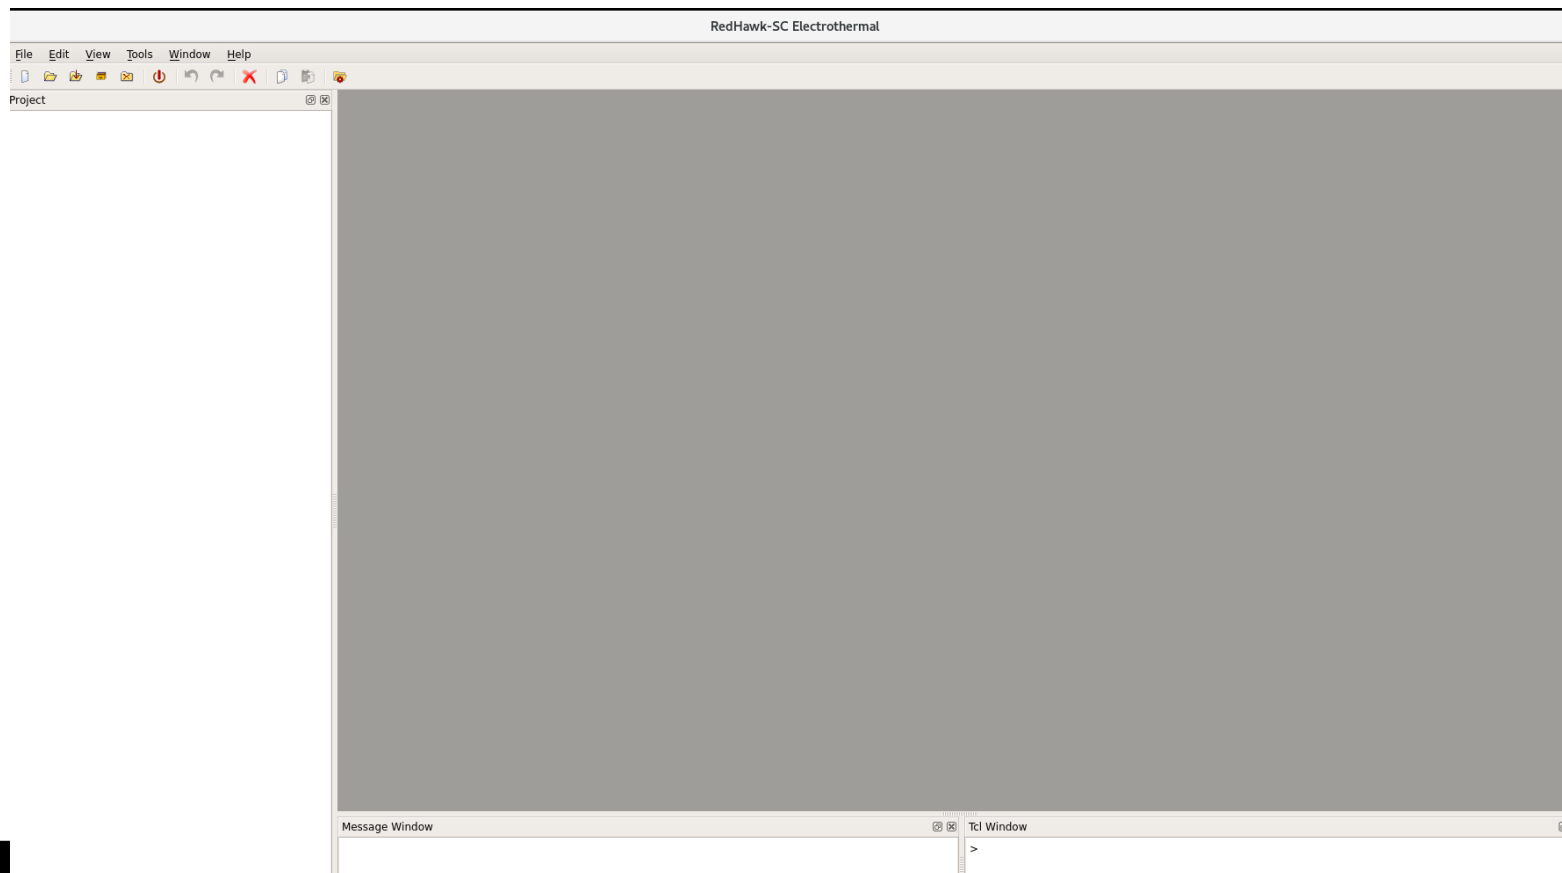 RedHawk-SC Electrothermal
File Edit View Tools Window Help
Project
Message Window
Tcl Window
>